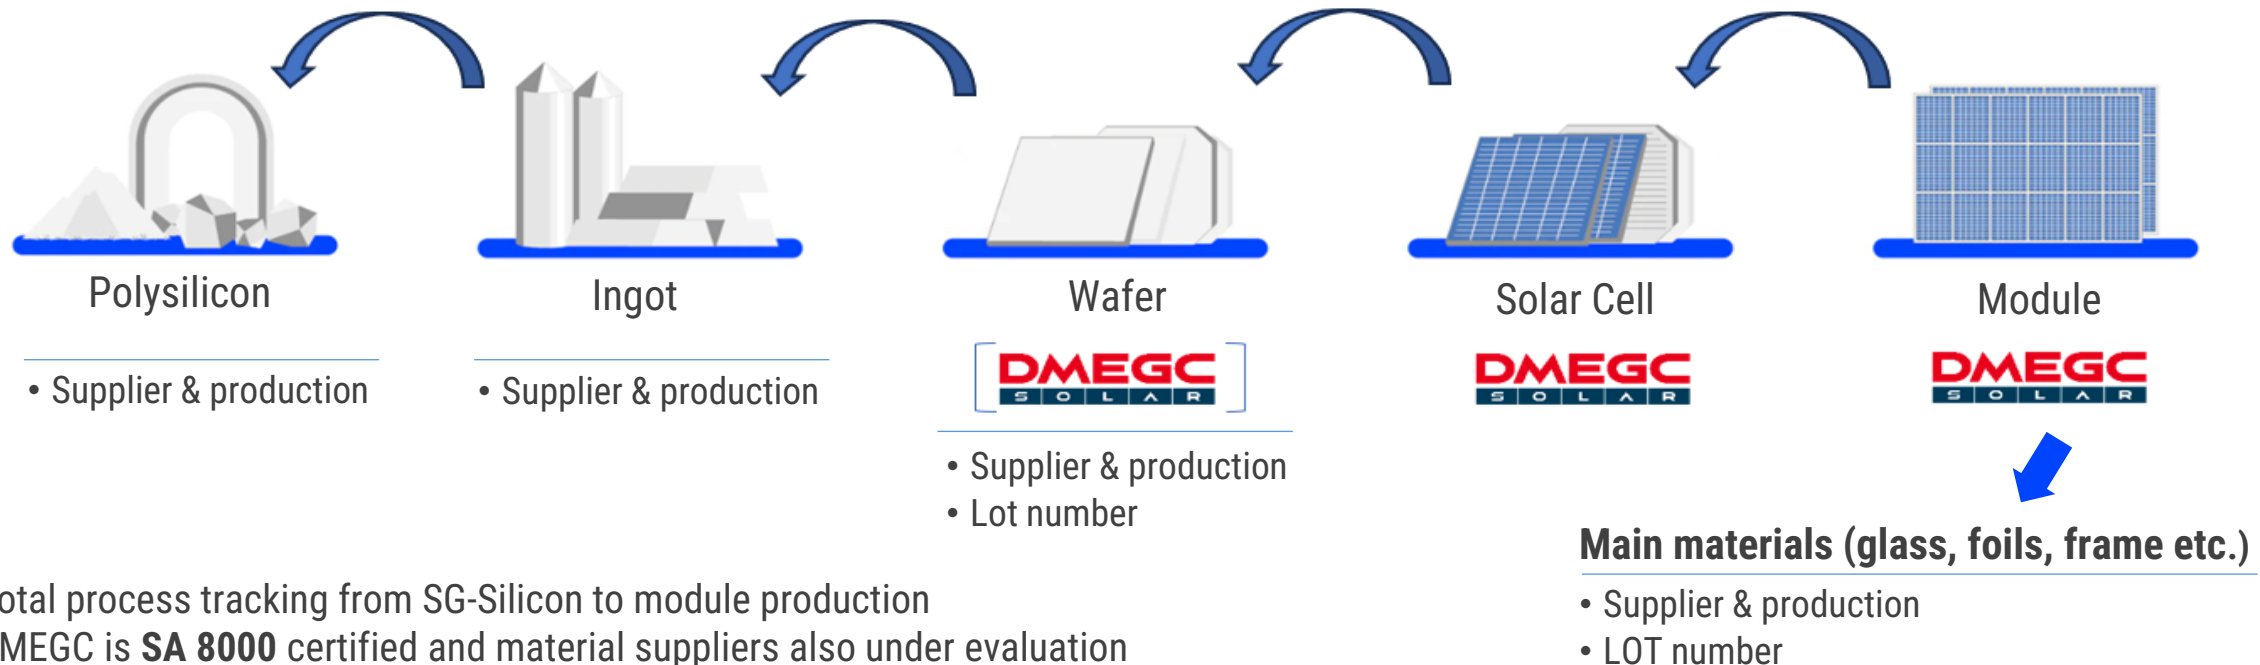 Polysilicon
• Supplier & production
Ingot
• Supplier & production
Wafer
DMEGC
SOLAR
• Supplier & production
• Lot number
Solar Cell
DMEGC
SOLAR
Module
DMEGC
SOLAR
Main materials (glass, foils, frame etc.)
• Supplier & production
• LOT number
otal process tracking from SG-Silicon to module production
MEGC is SA 8000 certified and material suppliers also under evaluation